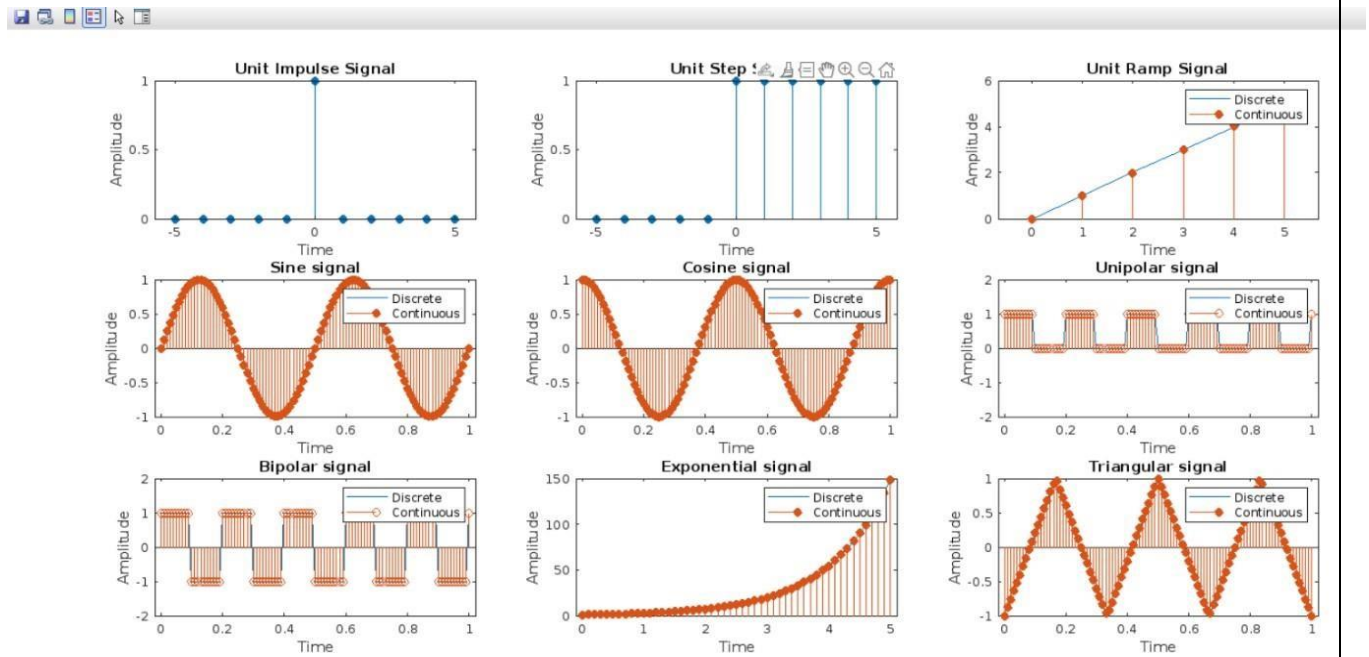 Unit Impulse Signal
Amplitude
1
0.5
0
-5
0
5
Time
Unit Step S
Amplitude
1
0.5
0
-5
0
5
Time
Unit Ramp Signal
Amplitude
6
4
2
0
0
1
2
3
4
5
Time
Discrete
Continuous
Sine signal
Amplitude
1
0.5
0
-0.5
-1
0
0.2
0.4
0.6
0.8
1
Time
Discrete
Continuous
Cosine signal
Amplitude
1
0.5
0
-0.5
-1
0
0.2
0.4
0.6
0.8
1
Time
Discrete
Continuous
Unipolar signal
Amplitude
2
1
0
-1
-2
0
0.2
0.4
0.6
0.8
1
Time
Discrete
Continuous
Bipolar signal
Amplitude
2
1
0
-1
-2
0
0.2
0.4
0.6
0.8
1
Time
Discrete
Continuous
Exponential signal
Amplitude
150
100
50
0
0
1
2
3
4
5
Time
Discrete
Continuous
Triangular signal
Amplitude
1
0.5
0
-0.5
-1
0
0.2
0.4
0.6
0.8
1
Time
Discrete
Continuous